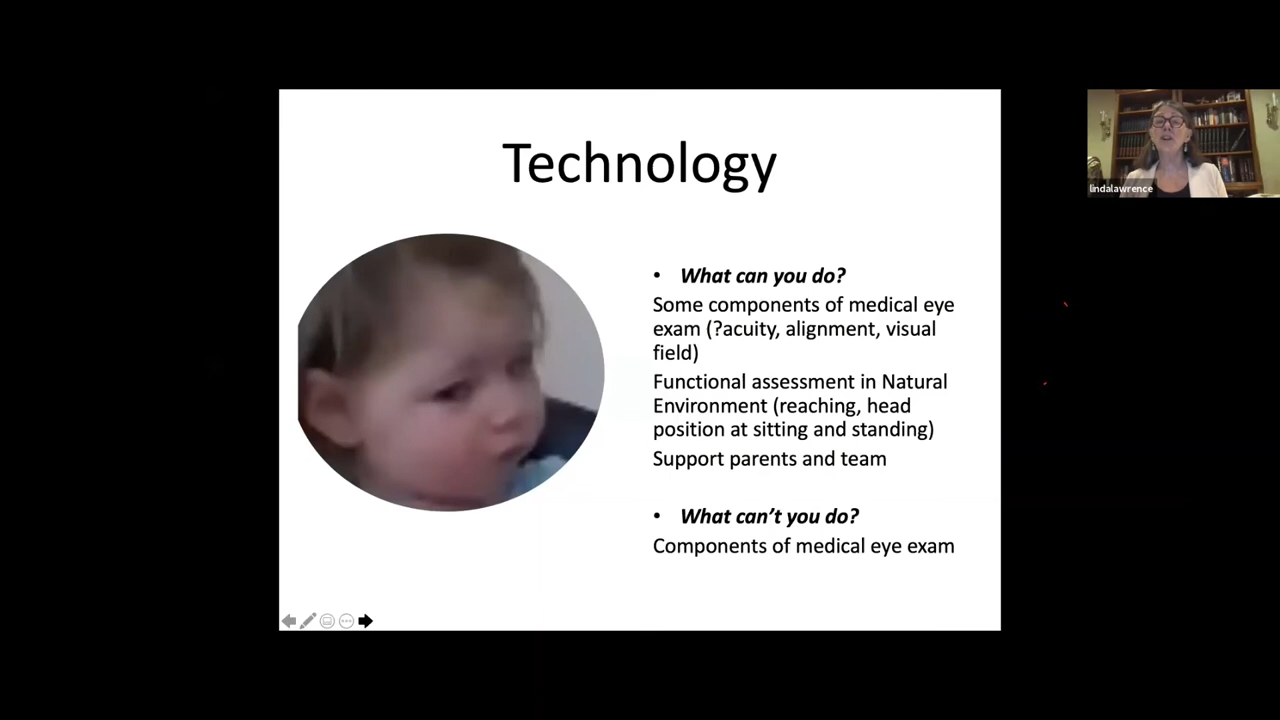 Technology
• What can you do?
Some components of medical eye
exam (?acuity, alignment, visual
field)
Functional assessment in Natural
Environment (reaching, head
position at sitting and standing)
Support parents and team
• What can’t you do?
Components of medical eye exam
lindalawrence